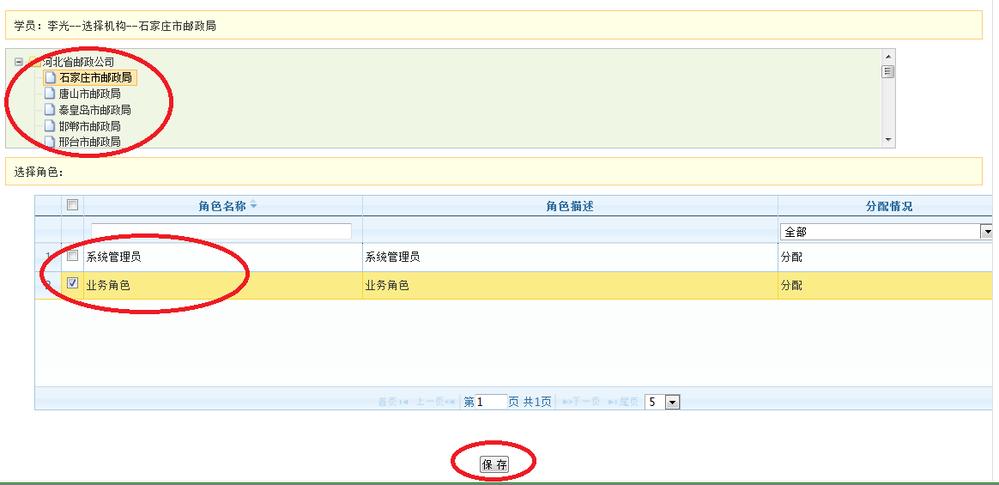 学员：李光--选择机构--石家庄市邮政局
河北省邮政公司
石家庄市邮政局
唐山市邮政局
秦皇岛市邮政局
邯郸市邮政局
邢台市邮政局
选择角色：
角色名称 角色描述 分配情况
全部
1 系统管理员 系统管理员 分配
2 业务角色 业务角色 分配
首页 上一页 第 1 页 共1页 下一页 尾页 5
保 存